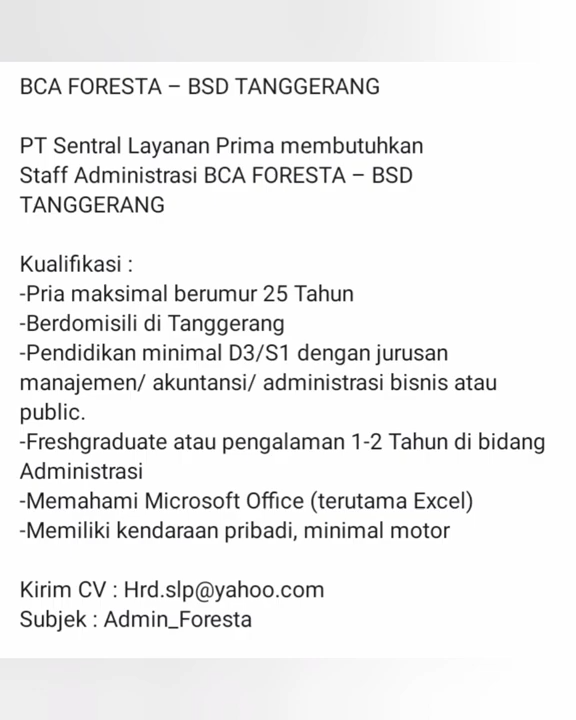 BCA FORESTA – BSD TANGGERANG
PT Sentral Layanan Prima membutuhkan
Staff Administrasi BCA FORESTA – BSD
TANGGERANG
Kualifikasi :
-Pria maksimal berumur 25 Tahun
-Berdomisili di Tanggerang
-Pendidikan minimal D3/S1 dengan jurusan
manajemen/ akuntansi/ administrasi bisnis atau
public.
-Freshgraduate atau pengalaman 1-2 Tahun di bidang
Administrasi
-Memahami Microsoft Office (terutama Excel)
-Memiliki kendaraan pribadi, minimal motor
Kirim CV : Hrd.slp@yahoo.com
Subjek : Admin_Foresta